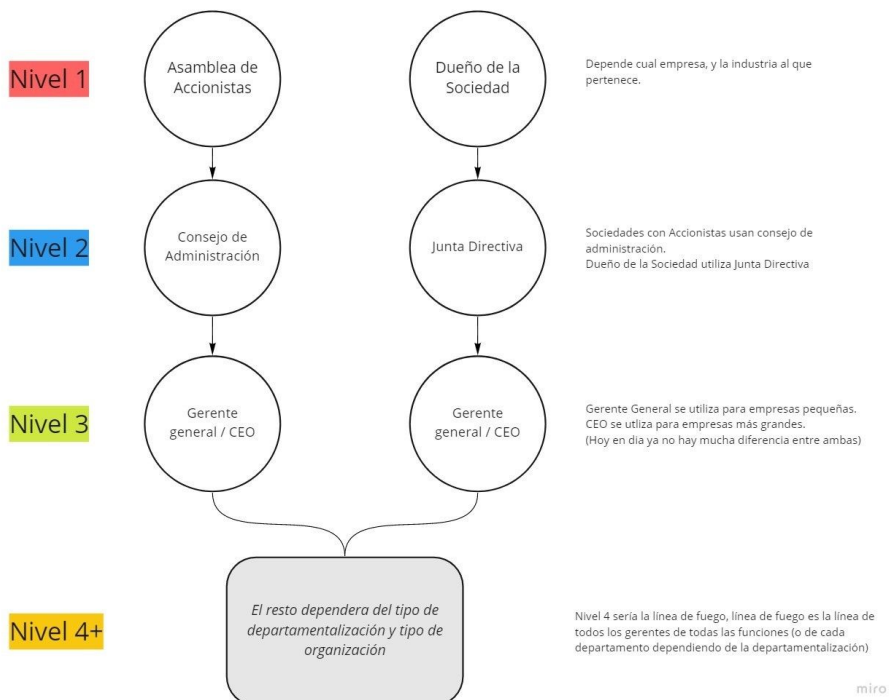 Nivel 1
Asamblea de
Accionistas
Dueño de la
Sociedad
Depende cual empresa, y la industria al que
pertenece.
Nivel 2
Consejo de
Administración
Junta Directiva
Sociedades con Accionistas usan consejo de
administración.
Dueño de la Sociedad utiliza Junta Directiva
Nivel 3
Gerente
general / CEO
Gerente
general / CEO
Gerente General se utiliza para empresas pequeñas.
CEO se utliza para empresas más grandes.
(Hoy en dia ya no hay mucha diferencia entre ambas)
Nivel 4+
El resto dependera del tipo de
departamentalización y tipo de
organización
Nivel 4 sería la línea de fuego, línea de fuego es la línea de
todos los gerentes de todas las funciones (o de cada
departamento dependiendo de la departamentalización)
miro